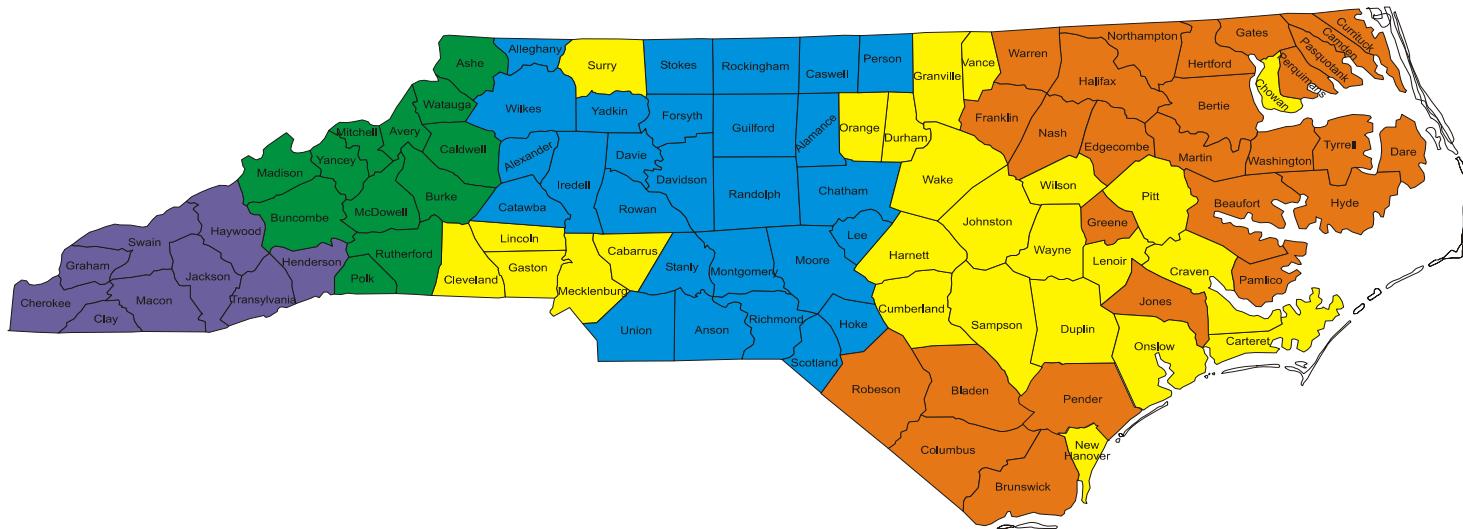 Alleghany
Ashe
Surry
Stokes
Rockingham
Caswell
Person
Granville
Vance
Warren
Northampton
Gates
Currituck
Camden
Pasquotank
Perquimans
Chowan
Hertford
Halifax
Bertie
Watauga
Wilkes
Yadkin
Forsyth
Guilford
Alamance
Orange
Durham
Franklin
Nash
Edgecombe
Martin
Washington
Tyrrell
Dare
Mitchell
Avery
Yancey
Caldwell
Alexander
Davie
Iredell
Davidson
Randolph
Chatham
Wake
Wilson
Pitt
Beaufort
Hyde
Madison
Buncombe
McDowell
Burke
Catawba
Rowan
Johnston
Greene
Haywood
Swain
Rutherford
Lincoln
Cabarrus
Stanly
Montgomery
Moore
Lee
Harnett
Wayne
Lenoir
Craven
Pamlico
Graham
Jackson
Henderson
Polk
Cleveland
Gaston
Mecklenburg
Cherokee
Macon
Transylvania
Clay
Union
Anson
Richmond
Hoke
Scotland
Cumberland
Sampson
Duplin
Jones
Onslow
Carteret
Robeson
Bladen
Pender
Columbus
New
Hanover
Brunswick